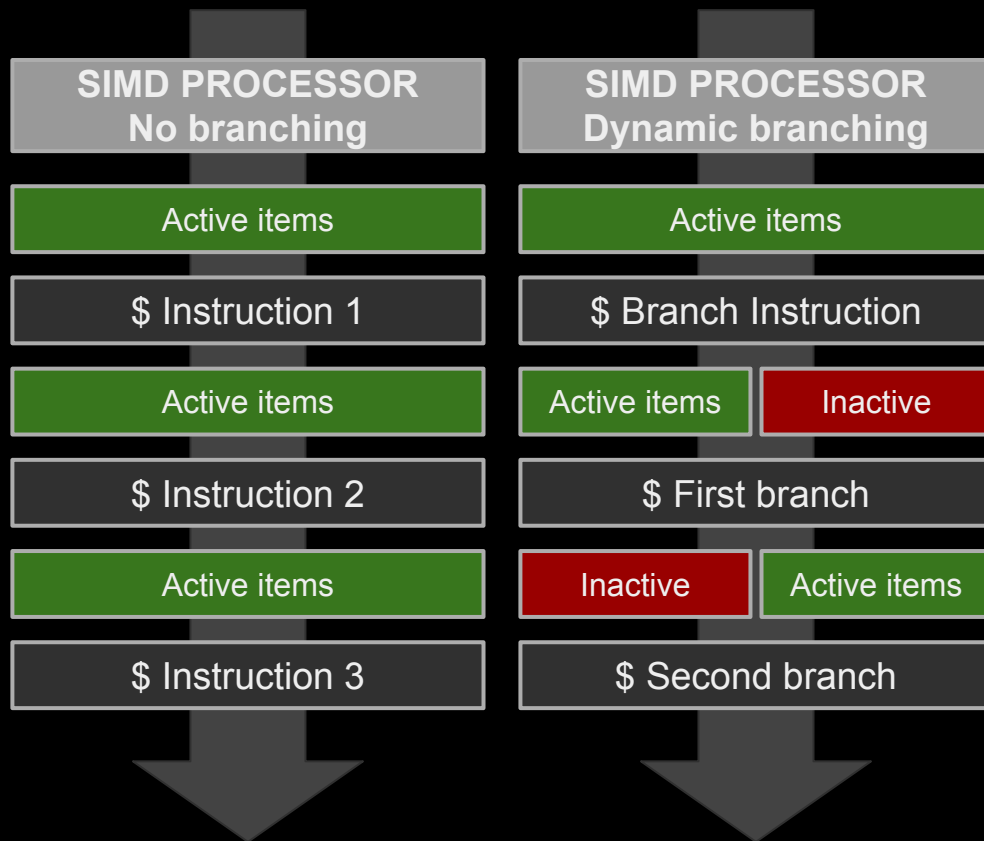 SIMD PROCESSOR
No branching
Active items
$ Instruction 1
Active items
$ Instruction 2
Active items
$ Instruction 3
SIMD PROCESSOR
Dynamic branching
Active items
$ Branch Instruction
Active items
Inactive
$ First branch
Inactive
Active items
$ Second branch